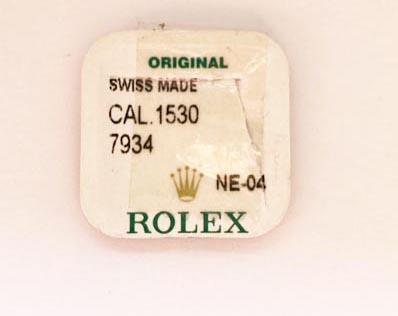 ORIGINAL
SWISS MADE
CAL.1530
7934
NE-04
ROLEX